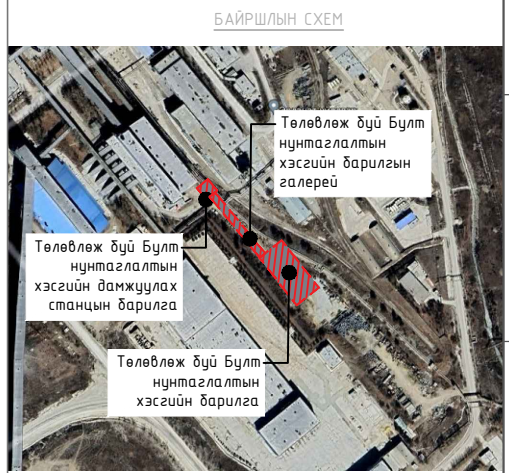 БАЙРШЛЫН СХЕМ
Төлөвлөж буй Булт
нунтаглалтын
хэсгийн барилгын
галерей
Төлөвлөж буй Булт
нунтаглалтын
хэсгийн дамжуулах
станцын барилга
Төлөвлөж буй Булт
нунтаглалтын
хэсгийн барилга